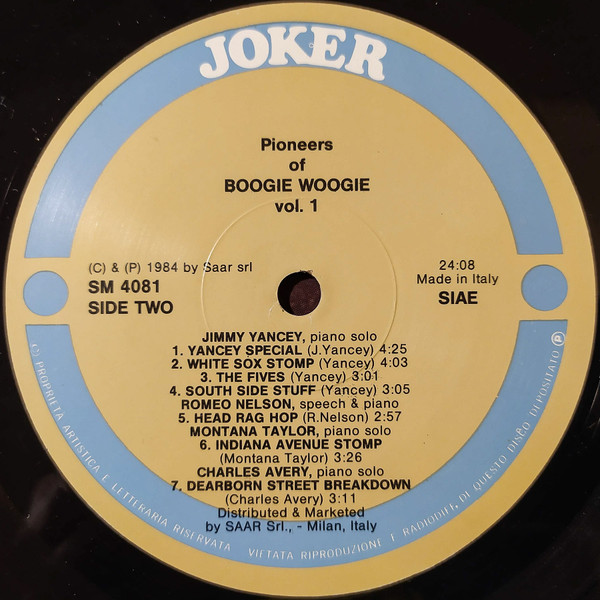 JOKER
Pioneers
of
BOOGIE WOOGIE
vol. 1
(C) & (P) 1984 by Saar srl
SM 4081
SIDE TWO
24:08
Made in Italy
SIAE
JIMMY YANCEY, piano solo
1. YANCEY SPECIAL (J.Yancey) 4:25
2. WHITE SOX STOMP (Yancey) 4:03
3. THE FIVES (Yancey) 3:01
4. SOUTH SIDE STUFF (Yancey) 3:05
ROMEO NELSON, speech & piano
5. HEAD RAG HOP (R.Nelson) 2:57
MONTANA TAYLOR, piano solo
6. INDIANA AVENUE STOMP
(Montana Taylor) 3:26
CHARLES AVERY, piano solo
7. DEARBORN STREET BREAKDOWN
(Charles Avery) 3:11
Distributed & Marketed
by SAAR Srl., - Milan, Italy
(C) PROPRIETA ARTISTICA E LETTERARIA RISERVATA VIETATA RIPRODUZIONE E RADIODIFF. DI QUESTO DISCO DEPOSITATO (P)